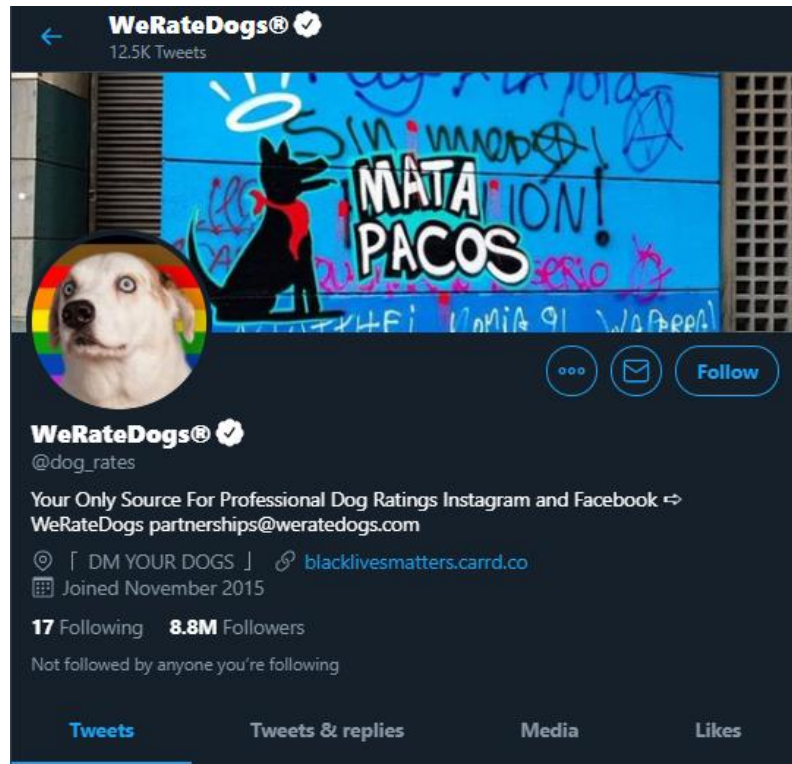 WeRateDogs®
12.5K Tweets
Sin miedo!
MATA
ION!
PACOS
Follow
WeRateDogs®
@dog_rates
Your Only Source For Professional Dog Ratings Instagram and Facebook ➪
WeRateDogs partnerships@weratedogs.com
「 DM YOUR DOGS 」 blacklivesmatters.carrd.co
Joined November 2015
17 Following 8.8M Followers
Not followed by anyone you’re following
Tweets Tweets & replies Media Likes